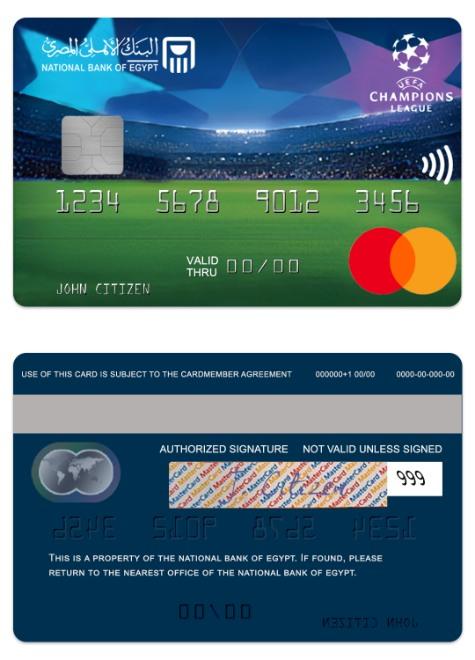 البنك الأهلي المصري
NATIONAL BANK OF EGYPT
UEFA
CHAMPIONS
LEAGUE
1234 5678 9012 3456
VALID
THRU 00/00
JOHN CITIZEN
USE OF THIS CARD IS SUBJECT TO THE CARDMEMBER AGREEMENT 000000+1 00/00 0000-00-000-00
AUTHORIZED SIGNATURE NOT VALID UNLESS SIGNED
MasterCard MasterCard MasterCard
999
1234 5678 9012 3456
THIS IS A PROPERTY OF THE NATIONAL BANK OF EGYPT. IF FOUND, PLEASE
RETURN TO THE NEAREST OFFICE OF THE NATIONAL BANK OF EGYPT.
00/00
JOHN CITIZEN